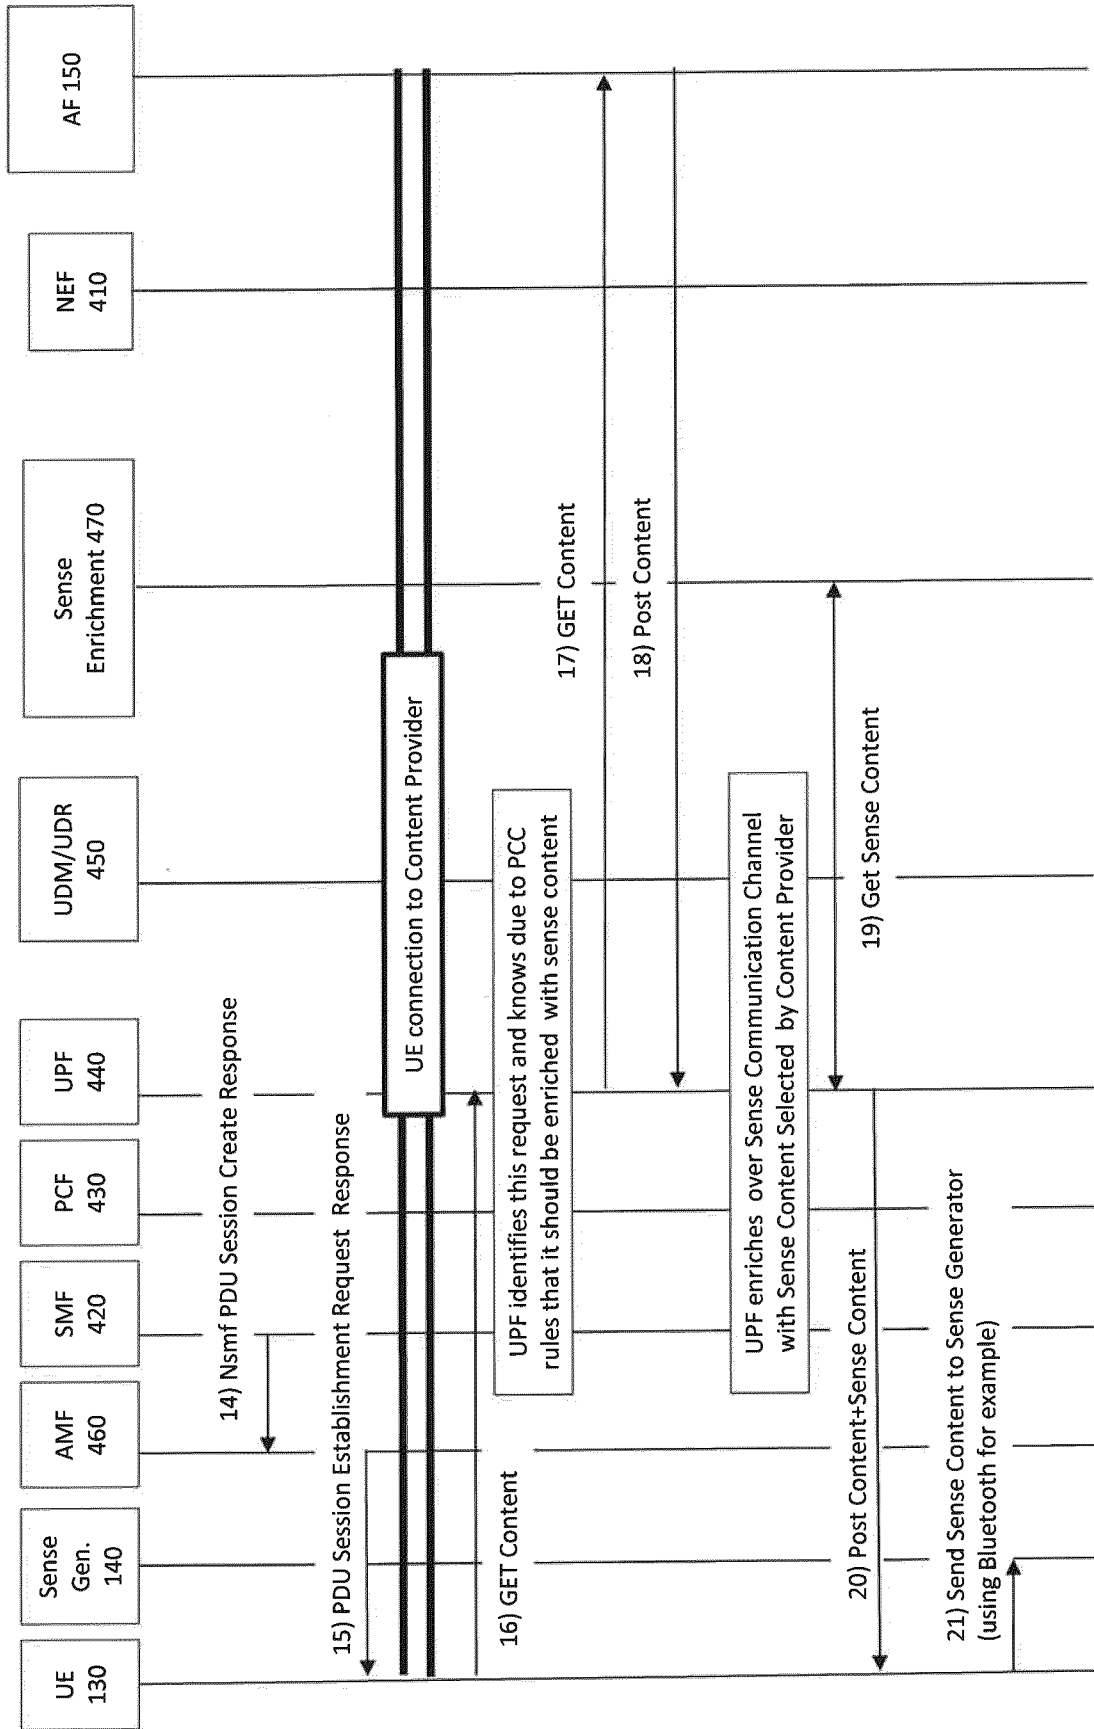 UE
130
Sense
Gen.
140
AMF
460
SMF
420
PCF
430
UPF
440
UDM/UDR
450
Sense
Enrichment 470
NEF
410
AF 150
14) Nsmf PDU Session Create Response
15) PDU Session Establishment Request Response
UE connection to Content Provider
16) GET Content
UPF identifies this request and knows due to PCC
rules that it should be enriched with sense content
17) GET Content
18) Post Content
UPF enriches over Sense Communication Channel
with Sense Content Selected by Content Provider
19) Get Sense Content
20) Post Content+Sense Content
21) Send Sense Content to Sense Generator
(using Bluetooth for example)